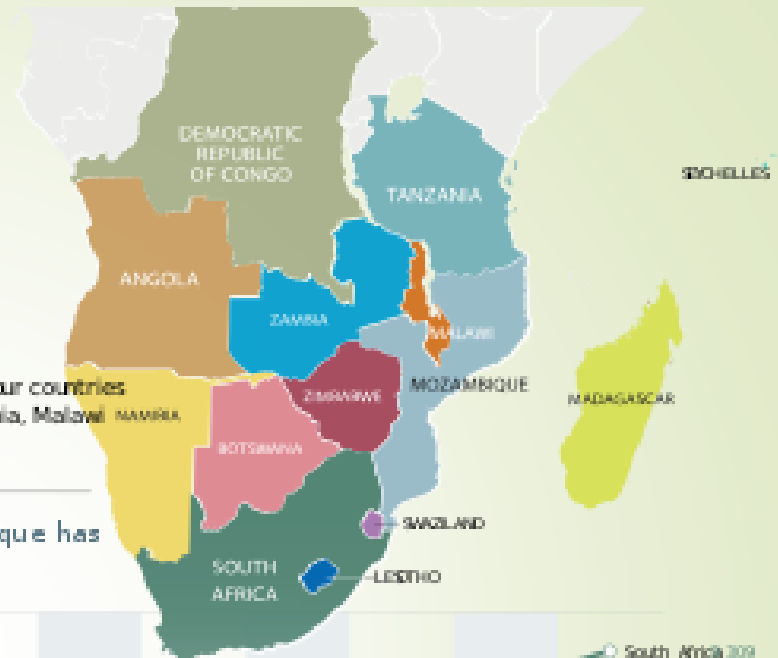 DEMOCRATIC
REPUBLIC
OF CONGO
TANZANIA
SEYCHELLES
ANGOLA
ZAMBIA
MALAWI
ur countries
MOZAMBIQUE
ia, Malawi
NAMIBIA
ZIMBABWE
MADAGASCAR
BOTSWANA
que has
SWAZILAND
SOUTH
AFRICA
LESOTHO
South Africa 309